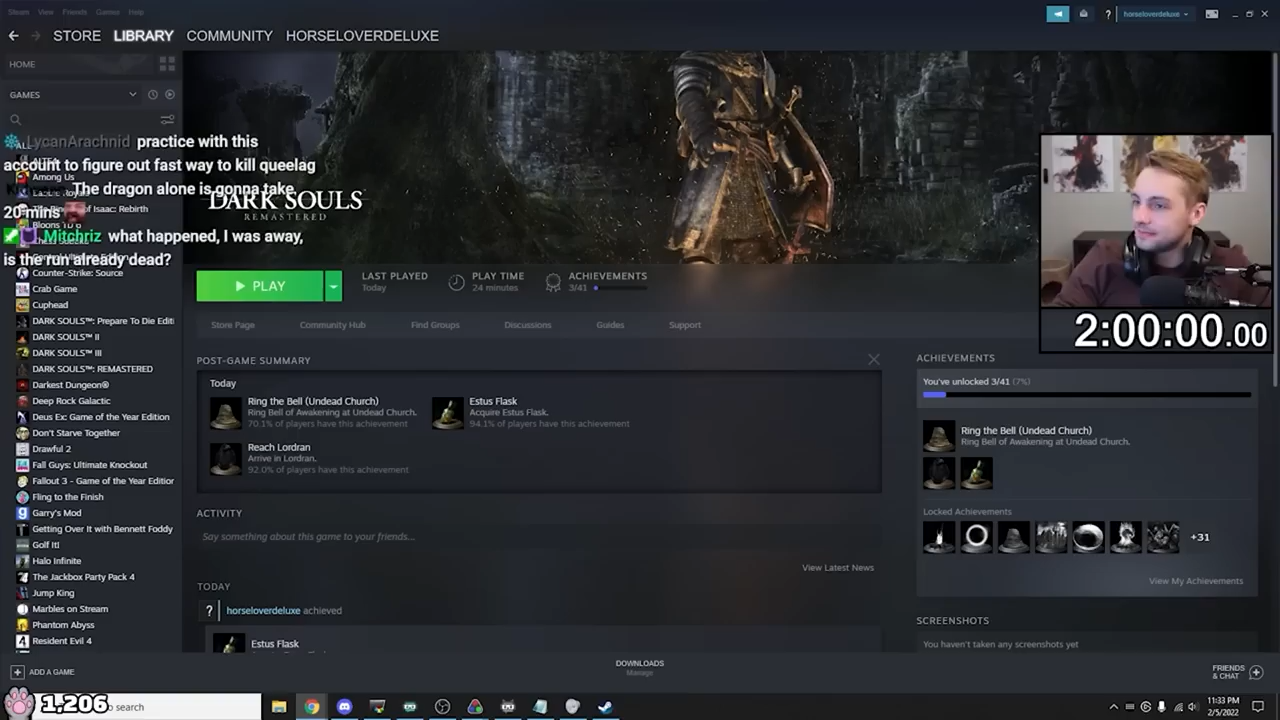 Steam View Friends Games Help
horseloverdeluxe
STORE LIBRARY COMMUNITY HORSELOVERDELUXE
HOME
GAMES
LycanArachnid practice with this
account to figure out fast way to kill queelag
The dragon alone is gonna take
20 mins
Mitchriz what happened, I was away,
is the run already dead?
Among Us
of Isaac: Rebirth
Bloons TD 6
Counter-Strike: Source
Crab Game
Cuphead
DARK SOULS™: Prepare To Die Editi
DARK SOULS™ II
DARK SOULS™ III
DARK SOULS™: REMASTERED
Darkest Dungeon®
Deep Rock Galactic
Deus Ex: Game of the Year Edition
Don't Starve Together
Drawful 2
Fall Guys: Ultimate Knockout
Fallout 3 - Game of the Year Edition
Fling to the Finish
Garry's Mod
Getting Over It with Bennett Foddy
Golf It!
Halo Infinite
The Jackbox Party Pack 4
Jump King
Marbles on Stream
Phantom Abyss
Resident Evil 4
ADD A GAME
DARK SOULS
REMASTERED
PLAY
LAST PLAYED
Today
PLAY TIME
24 minutes
ACHIEVEMENTS
3/41
2:00:00.00
Store Page Community Hub Find Groups Discussions Guides Support
POST-GAME SUMMARY
Today
Ring the Bell (Undead Church)
Ring Bell of Awakening at Undead Church.
70.1% of players have this achievement
Estus Flask
Acquire Estus Flask.
94.1% of players have this achievement
Reach Lordran
Arrive in Lordran.
92.0% of players have this achievement
ACTIVITY
Say something about this game to your friends...
View Latest News
TODAY
? horseloverdeluxe achieved
Estus Flask
ACHIEVEMENTS
You've unlocked 3/41 (7%)
Ring the Bell (Undead Church)
Ring Bell of Awakening at Undead Church.
Locked Achievements
+31
View My Achievements
SCREENSHOTS
You haven't taken any screenshots yet
DOWNLOADS
Manage
FRIENDS
& CHAT
1,206
o search
11:33 PM
2/5/2022